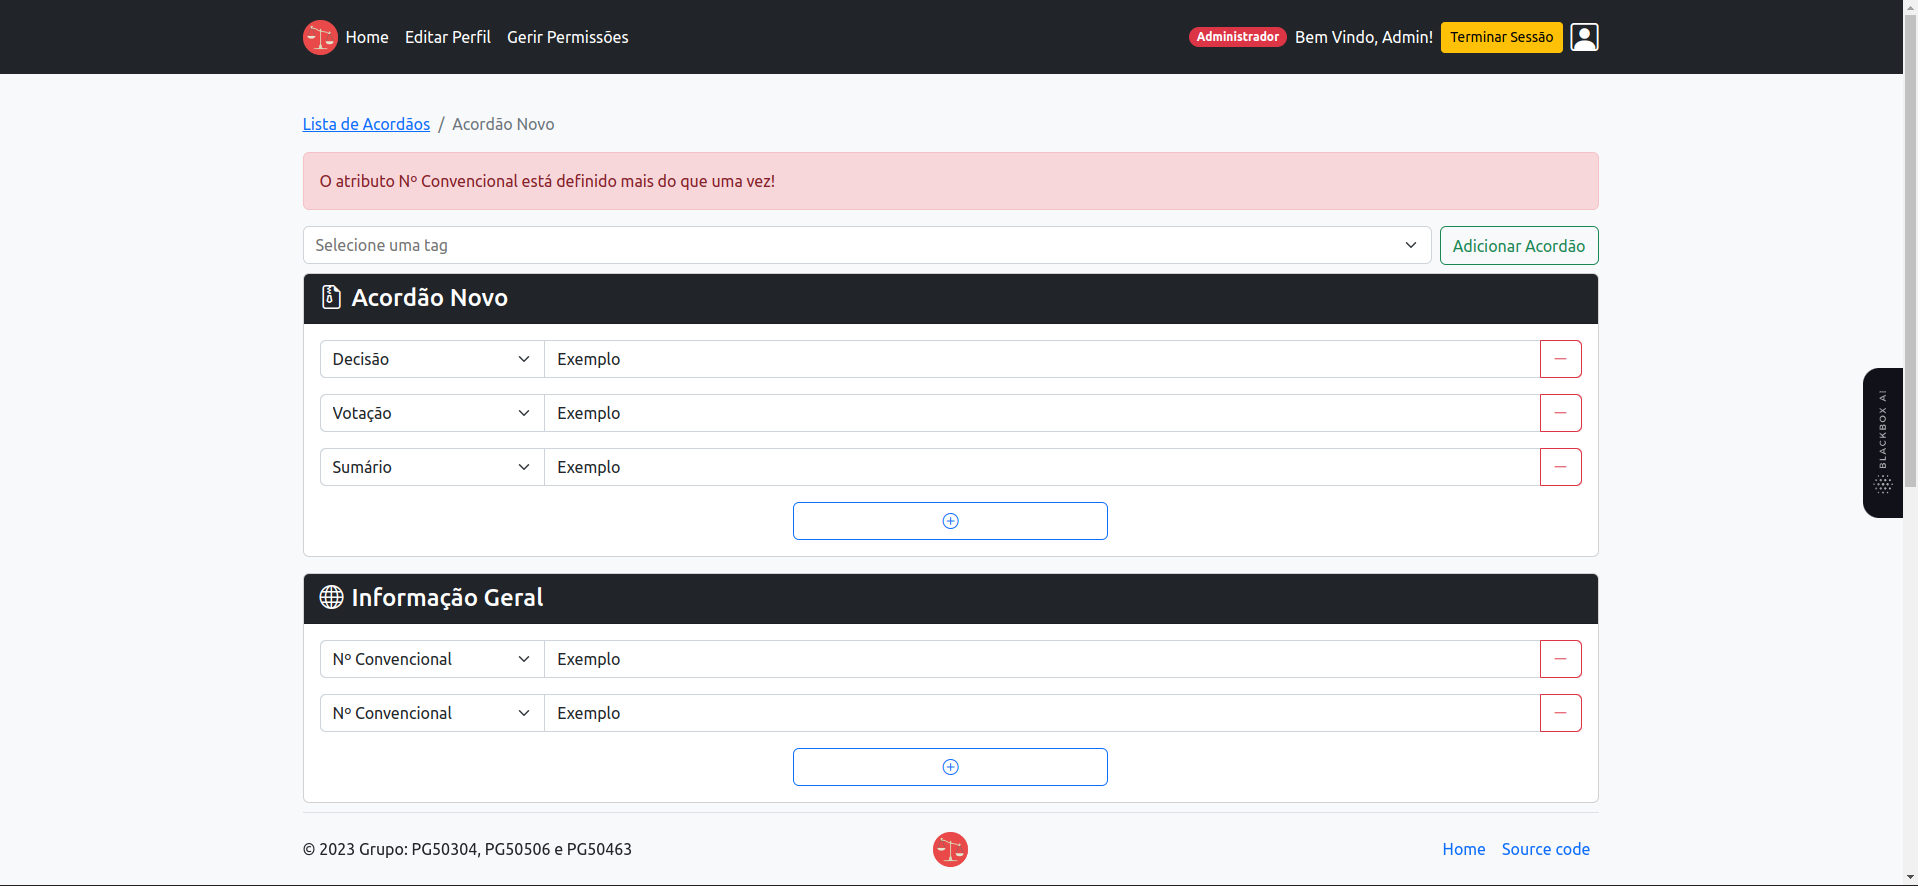 Home Editar Perfil Gerir Permissões Administrador Bem Vindo, Admin! Terminar Sessão
Lista de Acordãos / Acordão Novo
O atributo Nº Convencional está definido mais do que uma vez!
Selecione uma tag Adicionar Acordão
Acordão Novo
Decisão Exemplo
Votação Exemplo
Sumário Exemplo
BLACKBOX AI
Informação Geral
Nº Convencional Exemplo
Nº Convencional Exemplo
© 2023 Grupo: PG50304, PG50506 e PG50463 Home Source code